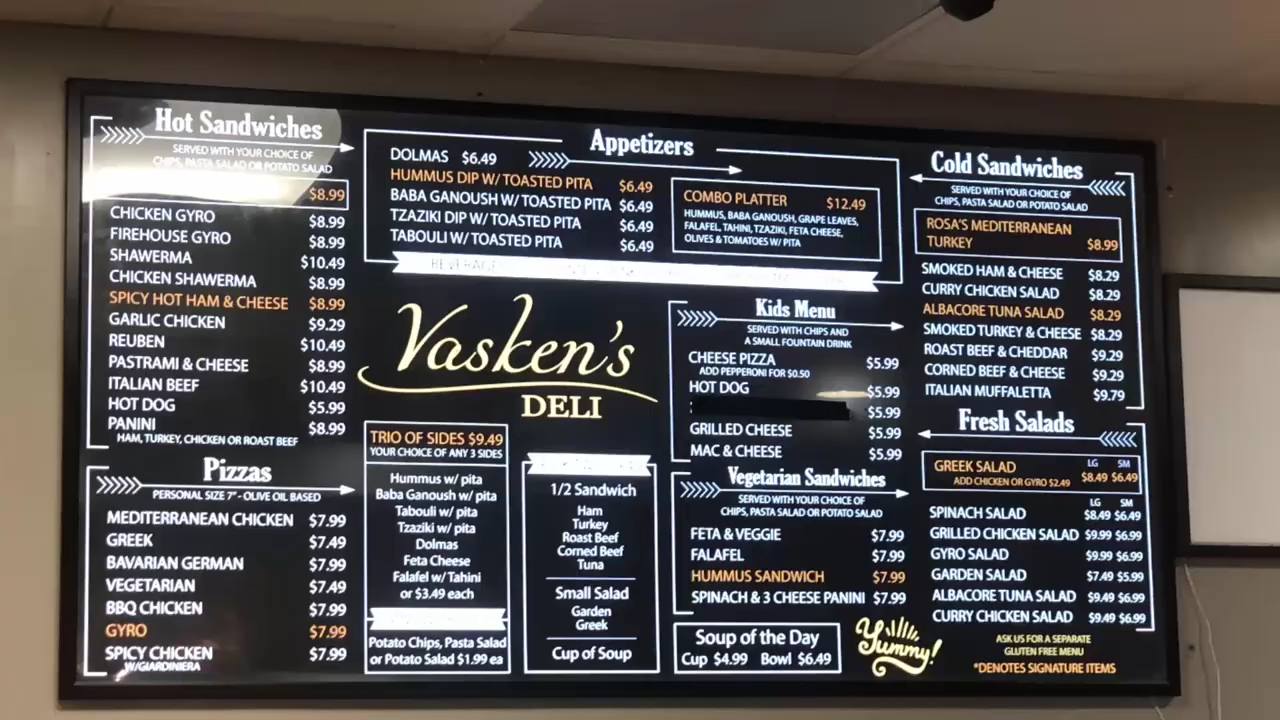 Hot Sandwiches
SERVED WITH YOUR CHOICE OF
CHIPS, PASTA SALAD OR POTATO SALAD
$8.99
CHICKEN GYRO $8.99
FIREHOUSE GYRO $8.99
SHAWERMA $10.49
CHICKEN SHAWERMA $8.99
SPICY HOT HAM & CHEESE $8.99
GARLIC CHICKEN $9.29
REUBEN $10.49
PASTRAMI & CHEESE $8.99
ITALIAN BEEF $10.49
HOT DOG $5.99
PANINI $8.99
HAM, TURKEY, CHICKEN OR ROAST BEEF
Pizzas
PERSONAL SIZE 7" - OLIVE OIL BASED
MEDITERRANEAN CHICKEN $7.99
GREEK $7.49
BAVARIAN GERMAN $7.99
VEGETARIAN $7.49
BBQ CHICKEN $7.99
GYRO $7.99
SPICY CHICKEN $7.99
W/GIARDINIERA
Appetizers
DOLMAS $6.49
HUMMUS DIP W/ TOASTED PITA $6.49
BABA GANOUSH W/ TOASTED PITA $6.49
TZAZIKI DIP W/ TOASTED PITA $6.49
TABOULI W/ TOASTED PITA $6.49
COMBO PLATTER $12.49
HUMMUS, BABA GANOUSH, GRAPE LEAVES,
FALAFEL, TAHINI, TZAZIKI, FETA CHEESE,
OLIVES & TOMATOES W/ PITA
Vasken's
DELI
TRIO OF SIDES $9.49
YOUR CHOICE OF ANY 3 SIDES
Hummus w/ pita
Baba Ganoush w/ pita
Tabouli w/ pita
Tzaziki w/ pita
Dolmas
Feta Cheese
Falafel w/ Tahini
or $3.49 each
Potato Chips, Pasta Salad
or Potato Salad $1.99 ea
1/2 Sandwich
Ham
Turkey
Roast Beef
Corned Beef
Tuna
Small Salad
Garden
Greek
Cup of Soup
Kids Menu
SERVED WITH CHIPS AND
A SMALL FOUNTAIN DRINK
CHEESE PIZZA $5.99
ADD PEPPERONI FOR $0.50
HOT DOG $5.99
$5.99
GRILLED CHEESE $5.99
MAC & CHEESE $5.99
Vegetarian Sandwiches
SERVED WITH YOUR CHOICE OF
CHIPS, PASTA SALAD OR POTATO SALAD
FETA & VEGGIE $7.99
FALAFEL $7.99
HUMMUS SANDWICH $7.99
SPINACH & 3 CHEESE PANINI $7.99
Soup of the Day
Cup $4.99 Bowl $6.49
Yummy!
Cold Sandwiches
SERVED WITH YOUR CHOICE OF
CHIPS, PASTA SALAD OR POTATO SALAD
ROSA'S MEDITERRANEAN
TURKEY $8.99
SMOKED HAM & CHEESE $8.29
CURRY CHICKEN SALAD $8.29
ALBACORE TUNA SALAD $8.29
SMOKED TURKEY & CHEESE $8.29
ROAST BEEF & CHEDDAR $9.29
CORNED BEEF & CHEESE $9.29
ITALIAN MUFFALETTA $9.79
Fresh Salads
LG SM
GREEK SALAD $8.49 $6.49
ADD CHICKEN OR GYRO $2.49
LG SM
SPINACH SALAD $8.49 $6.49
GRILLED CHICKEN SALAD $9.99 $6.99
GYRO SALAD $9.99 $6.99
GARDEN SALAD $7.49 $5.99
ALBACORE TUNA SALAD $9.49 $6.99
CURRY CHICKEN SALAD $9.49 $6.99
ASK US FOR A SEPARATE
GLUTEN FREE MENU
*DENOTES SIGNATURE ITEMS